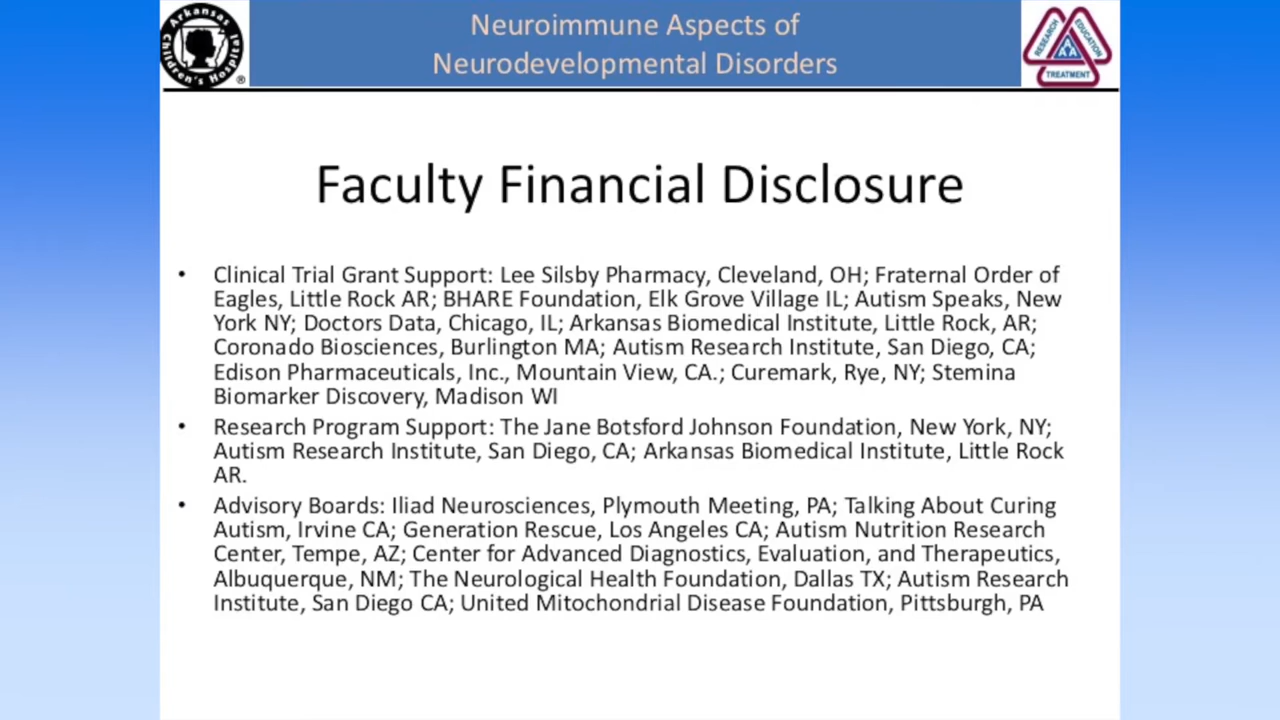 Arkansas
Children's Hospital
®
Neuroimmune Aspects of
Neurodevelopmental Disorders
RESEARCH
EDUCATION
TREATMENT
Faculty Financial Disclosure
• Clinical Trial Grant Support: Lee Silsby Pharmacy, Cleveland, OH; Fraternal Order of
Eagles, Little Rock AR; BHARE Foundation, Elk Grove Village IL; Autism Speaks, New
York NY; Doctors Data, Chicago, IL; Arkansas Biomedical Institute, Little Rock, AR;
Coronado Biosciences, Burlington MA; Autism Research Institute, San Diego, CA;
Edison Pharmaceuticals, Inc., Mountain View, CA.; Curemark, Rye, NY; Stemina
Biomarker Discovery, Madison WI
• Research Program Support: The Jane Botsford Johnson Foundation, New York, NY;
Autism Research Institute, San Diego, CA; Arkansas Biomedical Institute, Little Rock
AR.
• Advisory Boards: Iliad Neurosciences, Plymouth Meeting, PA; Talking About Curing
Autism, Irvine CA; Generation Rescue, Los Angeles CA; Autism Nutrition Research
Center, Tempe, AZ; Center for Advanced Diagnostics, Evaluation, and Therapeutics,
Albuquerque, NM; The Neurological Health Foundation, Dallas TX; Autism Research
Institute, San Diego CA; United Mitochondrial Disease Foundation, Pittsburgh, PA